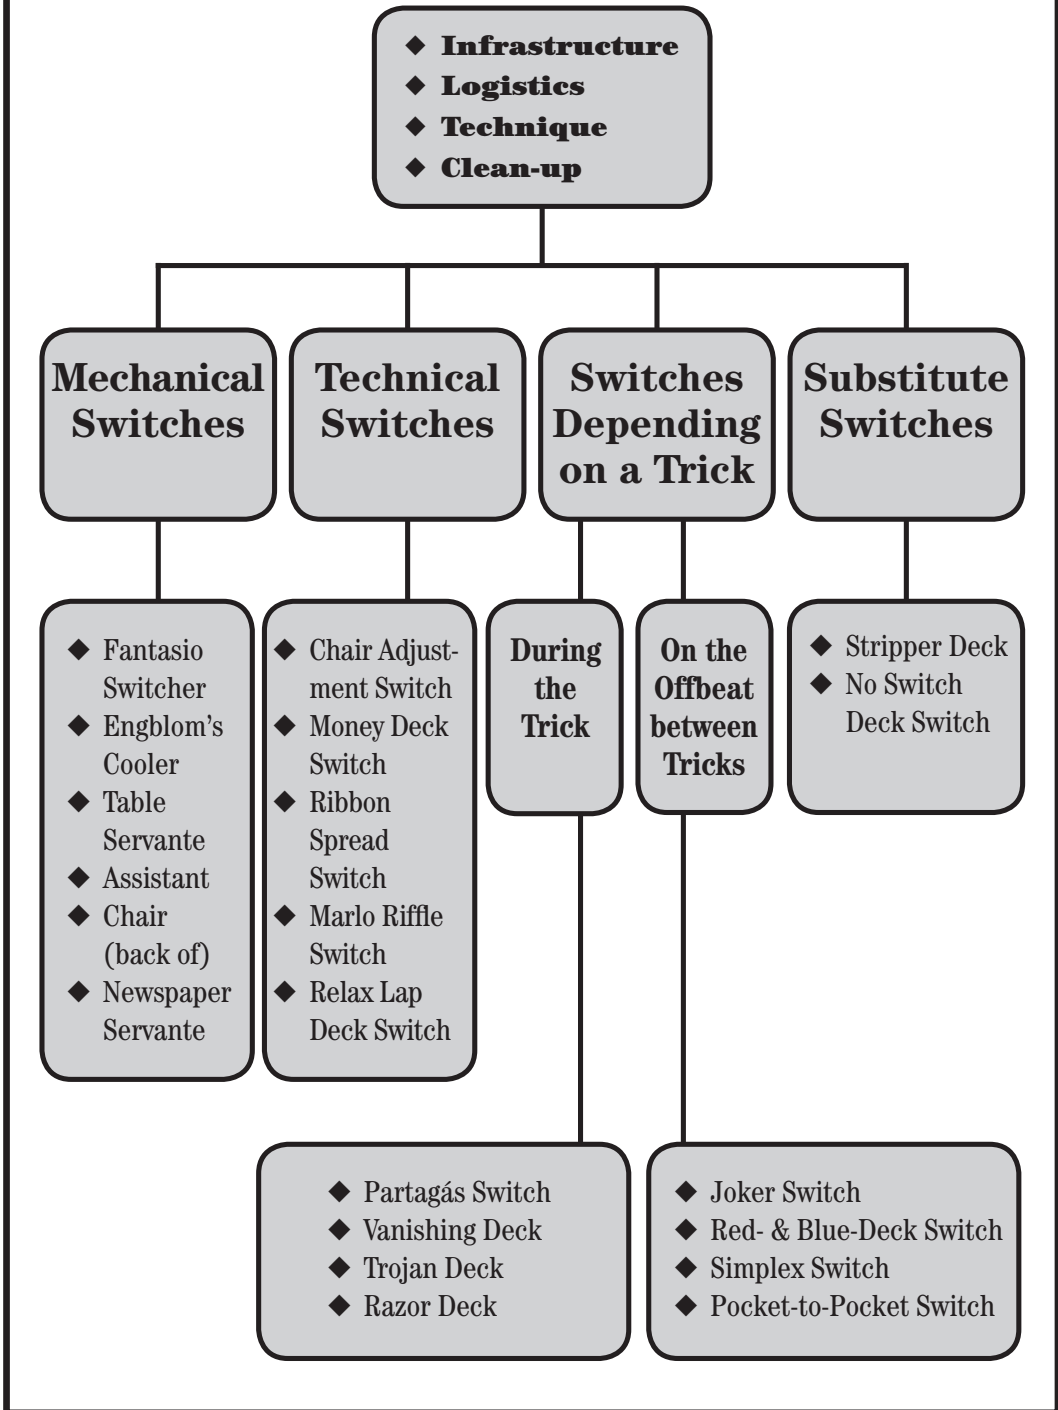 ◆ Infrastructure
◆ Logistics
◆ Technique
◆ Clean-up
Mechanical
Switches
Technical
Switches
Switches
Depending
on a Trick
Substitute
Switches
◆ Fantasio
Switcher
◆ Engblom’s
Cooler
◆ Table
Servante
◆ Assistant
◆ Chair
(back of)
◆ Newspaper
Servante
◆ Chair Adjust-
ment Switch
◆ Money Deck
Switch
◆ Ribbon
Spread
Switch
◆ Marlo Riffle
Switch
◆ Relax Lap
Deck Switch
During
the
Trick
On the
Offbeat
between
Tricks
◆ Stripper Deck
◆ No Switch
Deck Switch
◆ Partagás Switch
◆ Vanishing Deck
◆ Trojan Deck
◆ Razor Deck
◆ Joker Switch
◆ Red- & Blue-Deck Switch
◆ Simplex Switch
◆ Pocket-to-Pocket Switch